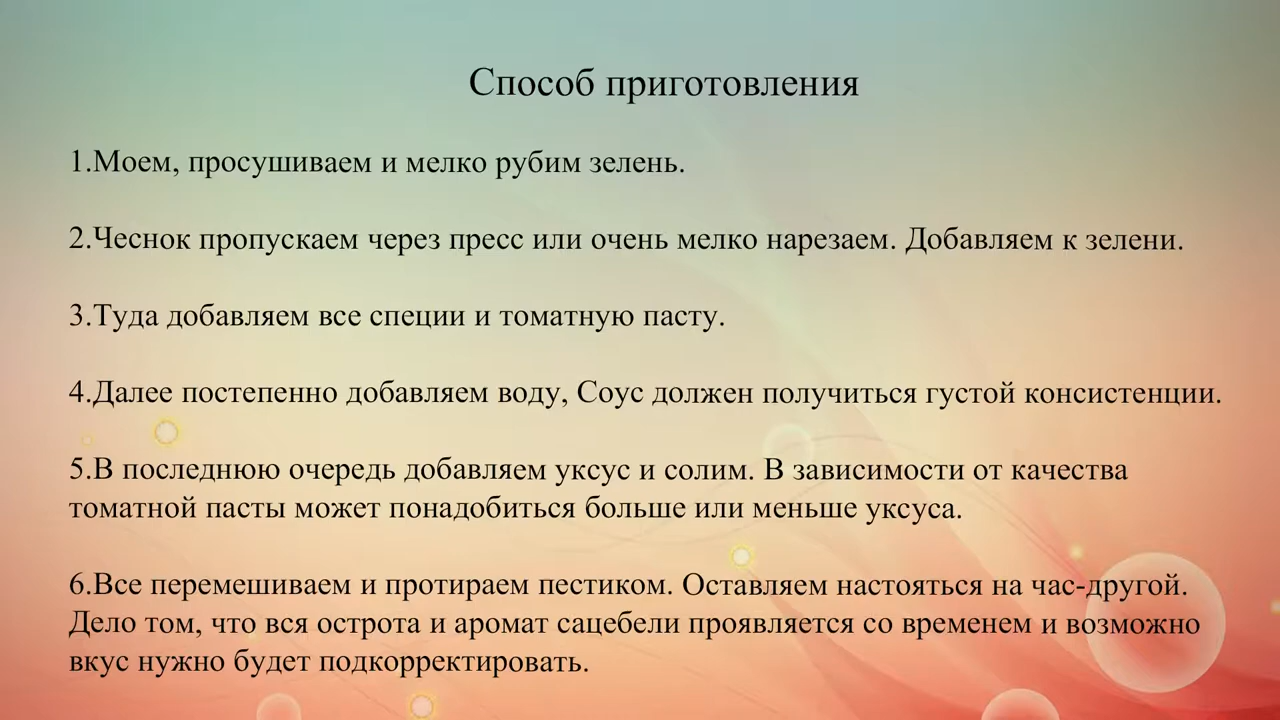 Способ приготовления
1.Моем, просушиваем и мелко рубим зелень.
2.Чеснок пропускаем через пресс или очень мелко нарезаем. Добавляем к зелени.
3.Туда добавляем все специи и томатную пасту.
4.Далее постепенно добавляем воду, Соус должен получиться густой консистенции.
5.В последнюю очередь добавляем уксус и солим. В зависимости от качества
томатной пасты может понадобиться больше или меньше уксуса.
6.Все перемешиваем и протираем пестиком. Оставляем настояться на час-другой.
Дело том, что вся острота и аромат сацебели проявляется со временем и возможно
вкус нужно будет подкорректировать.